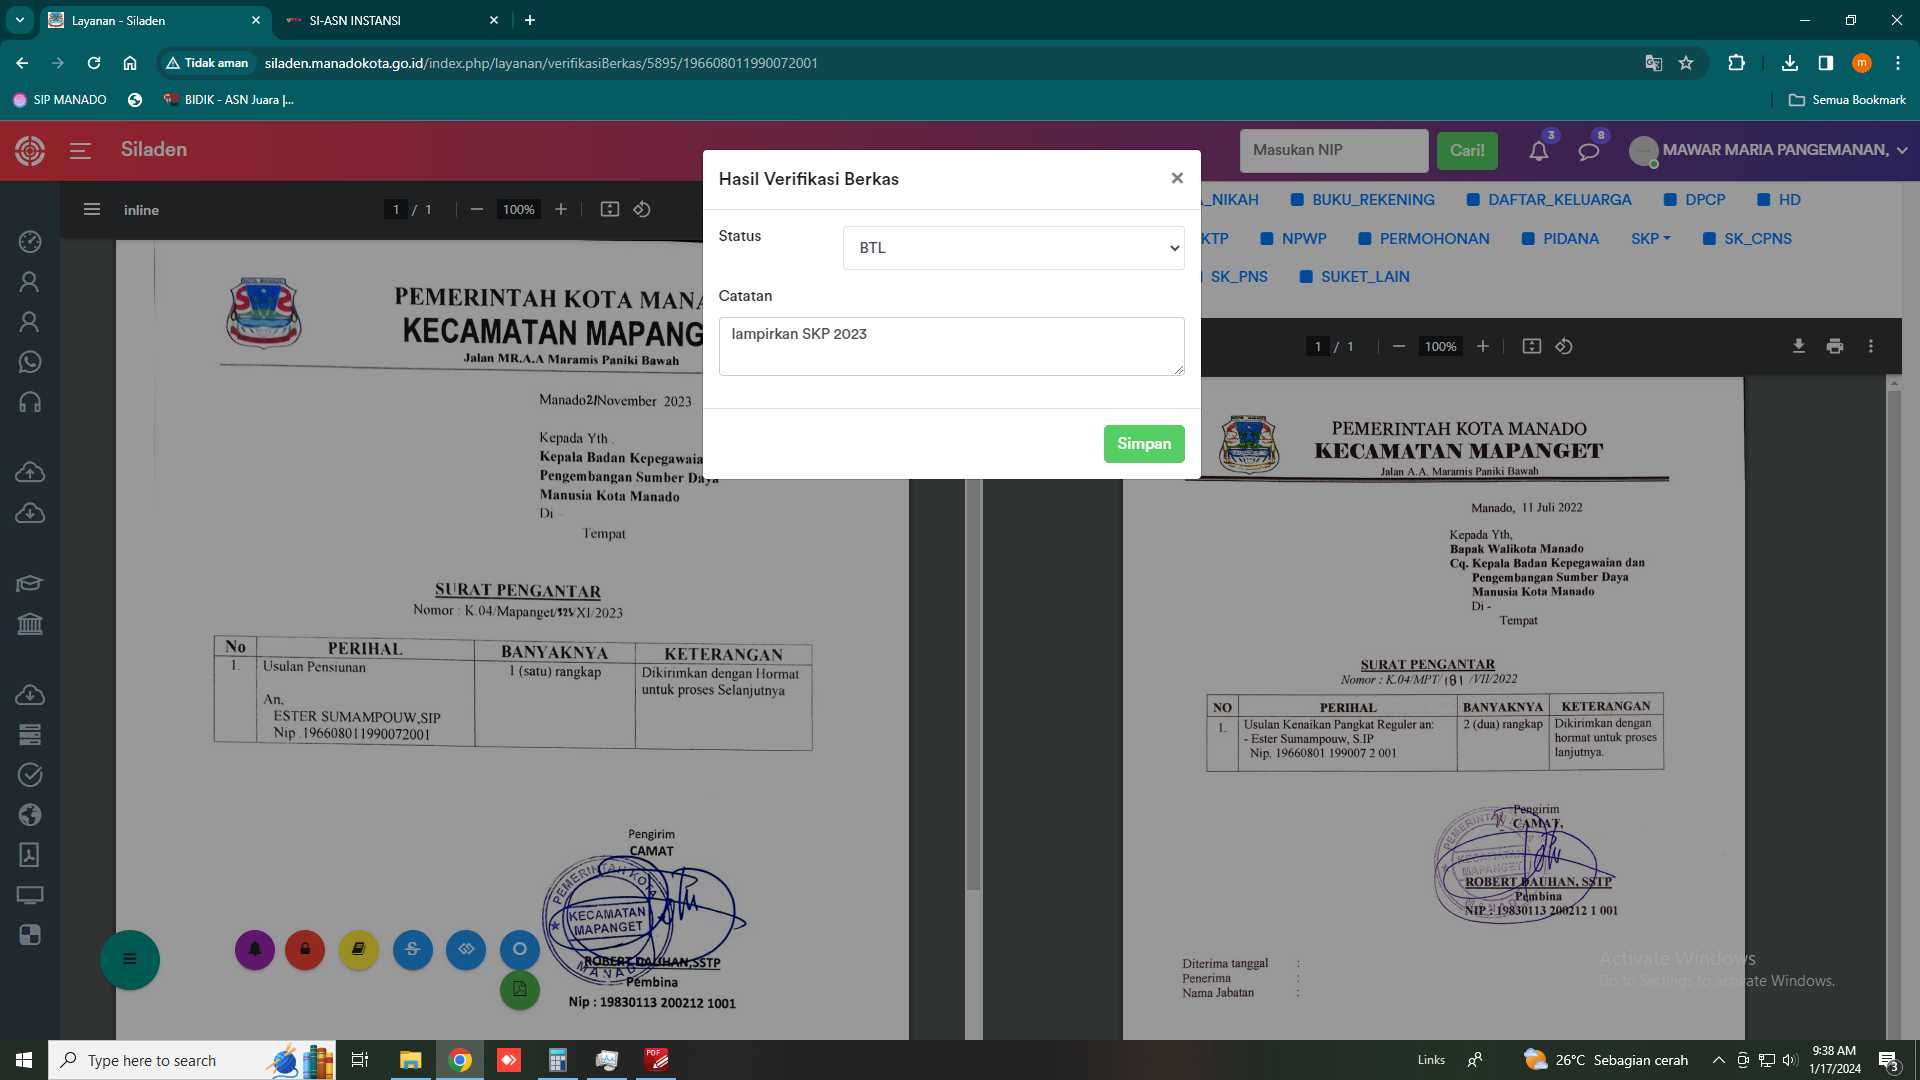 Layanan - Siladen
SI-ASN INSTANSI
Tidak aman
siladen.manadokota.go.id/index.php/layanan/verifikasiBerkas/5895/196608011990072001
SIP MANADO
BIDIK - ASN Juara |...
Semua Bookmark
Siladen
Masukan NIP
Cari!
3
8
MAWAR MARIA PANGEMANAN,
inline
1 / 1
100%
Hasil Verifikasi Berkas
Status
BTL
Catatan
lampirkan SKP 2023
Simpan
_NIKAH
BUKU_REKENING
DAFTAR_KELUARGA
DPCP
HD
KTP
NPWP
PERMOHONAN
PIDANA
SKP
SK_CPNS
SK_PNS
SUKET_LAIN
1 / 1
100%
PEMERINTAH KOTA MANA
KECAMATAN MAPANG
Jalan MR.A.A Maramis Paniki Bawah
Manado 21 November 2023
Kepada Yth .
Kepala Badan Kepegawaia
Pengembangan Sumber Daya
Manusia Kota Manado
Di -
Tempat
SURAT PENGANTAR
Nomor : K.04/Mapanget/ /XI/2023
No
PERIHAL
BANYAKNYA
KETERANGAN
1.
Usulan Pensiunan
An,
ESTER SUMAMPOUW,SIP
Nip .196608011990072001
1 (satu) rangkap
Dikirimkan dengan Hormat
untuk proses Selanjutnya
Pengirim
CAMAT
PEMERINTAH KOTA
KECAMATAN
MAPANGET
MANADO
ROBERT DAUHAN,SSTP
Pembina
Nip : 19830113 200212 1001
PEMERINTAH KOTA MANADO
KECAMATAN MAPANGET
Jalan A.A. Maramis Paniki Bawah
Manado, 11 Juli 2022
Kepada Yth,
Bapak Walikota Manado
Cq. Kepala Badan Kepegawaian dan
Pengembangan Sumber Daya
Manusia Kota Manado
Di -
Tempat
SURAT PENGANTAR
Nomor : K.04/MPT/ 181 /VII/2022
NO
PERIHAL
BANYAKNYA
KETERANGAN
1.
Usulan Kenaikan Pangkat Reguler an:
- Ester Sumampouw, S.IP
Nip. 19660801 199007 2 001
2 (dua) rangkap
Dikirimkan dengan
hormat untuk proses
lanjutnya.
Pengirim
CAMAT,
KECAMATAN
MAPANGET
ROBERT DAUHAN, SSTP
Pembina
NIP : 19830113 200212 1 001
Diterima tanggal :
Penerima :
Nama Jabatan :
Activate Windows
Go to Settings to activate Windows.
Type here to search
Links
26°C Sebagian cerah
9:38 AM
1/17/2024
3